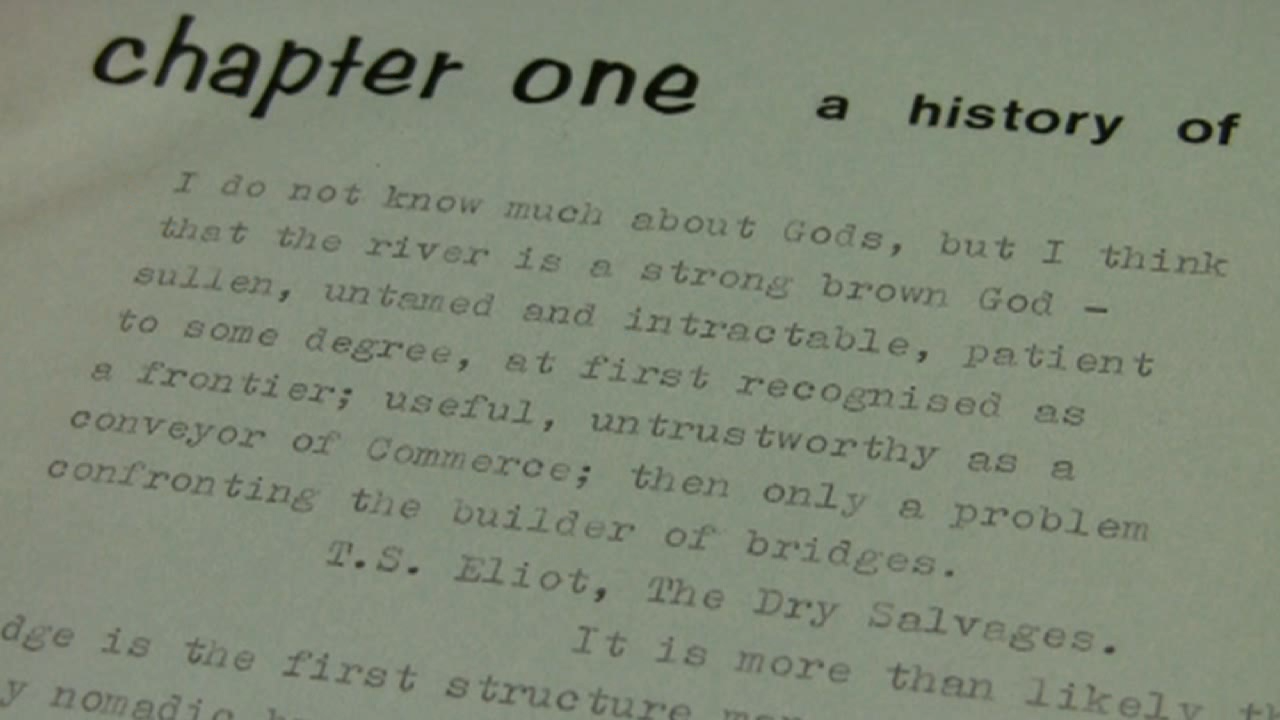 chapter one a history of
I do not know much about Gods, but I think
that the river is a strong brown God -
sullen, untamed and intractable, patient
to some degree, at first recognised as
a frontier; useful, untrustworthy as a
conveyor of Commerce; then only a problem
confronting the builder of bridges.
T.S. Eliot, The Dry Salvages.
It is more than likely
is the first structure
nomadic